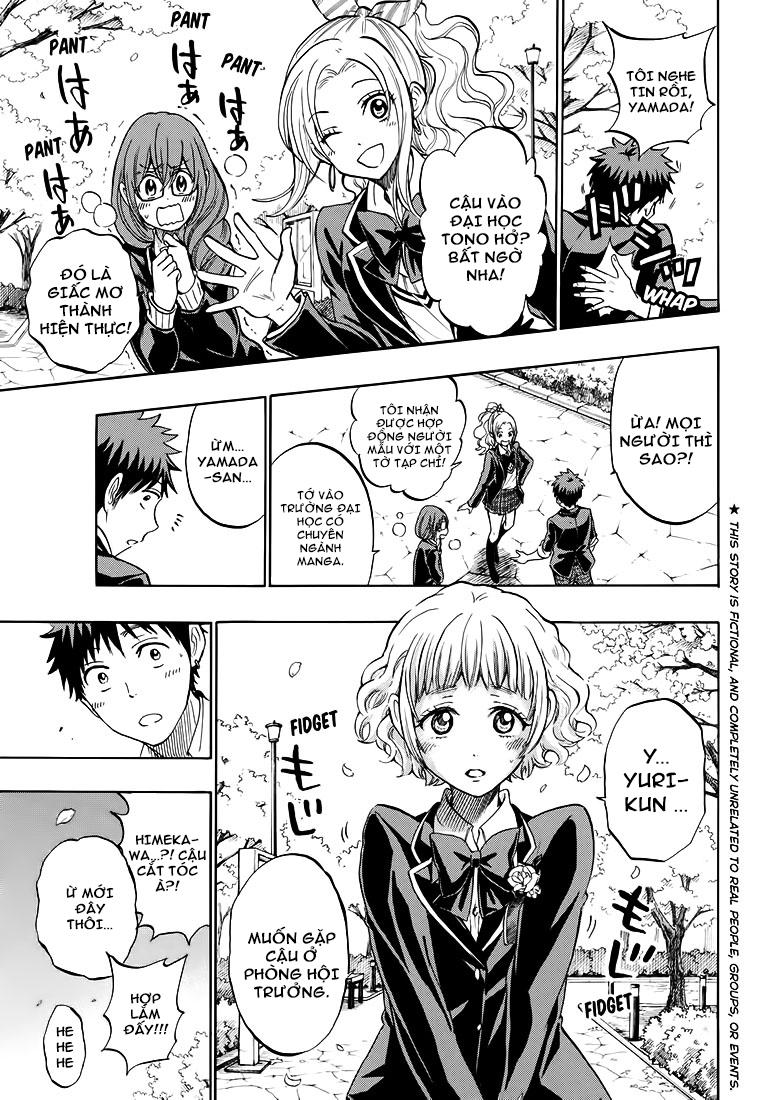 TÔI NGHE
TIN RỒI,
YAMADA!
WHAP
CẬU VÀO
ĐẠI HỌC
TONO HỞ?
BẤT NGỜ
NHA!
PANT
はぁ
PANT
はぁ
PANT
はぁ
PANT
はぁ
ĐÓ LÀ
GIẤC MƠ
THÀNH
HIỆN THỰC!
ỪA! MỌI
NGƯỜI THÌ
SAO?!
TÔI NHẬN
ĐƯỢC HỢP
ĐỒNG NGƯỜI
MẪU VỚI MỘT
TỜ TẠP CHÍ!
TỚ VÀO
TRƯỜNG ĐẠI
HỌC CÓ
CHUYÊN
NGÀNH
MANGA.
ỪM...
YAMADA
-SAN...
Y...
YURI-
KUN ...
FIDGET
もじ
もじ
FIDGET
MUỐN GẶP
CẬU Ở
PHÒNG HỘI
TRƯỞNG.
HIMEKA-
WA...?! CẬU
CẮT TÓC
À?!
Ừ MỚI
ĐÂY
THÔI...
HỢP
LẮM
ĐẤY!!!
HE
HE
HE
★ THIS STORY IS FICTIONAL, AND COMPLETELY UNRELATED TO REAL PEOPLE, GROUPS, OR EVENTS.